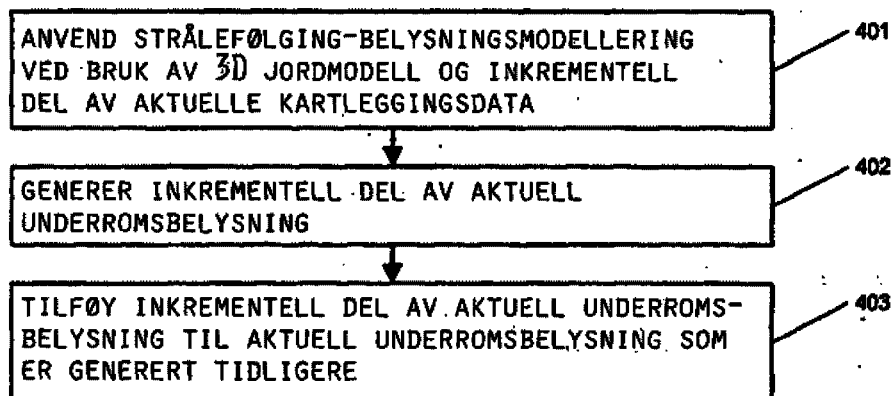 ANVEND STRÅLEFØLGING-BELYSNINGSMODELLERING
VED BRUK AV 3D JORDMODELL OG INKREMENTELL
DEL AV AKTUELLE KARTLEGGINGSDATA
401
GENERER INKREMENTELL DEL AV AKTUELL
UNDERROMSBELYSNING
402
TILFØY INKREMENTELL DEL AV AKTUELL UNDERROMS-
BELYSNING TIL AKTUELL UNDERROMSBELYSNING SOM
ER GENERERT TIDLIGERE
403